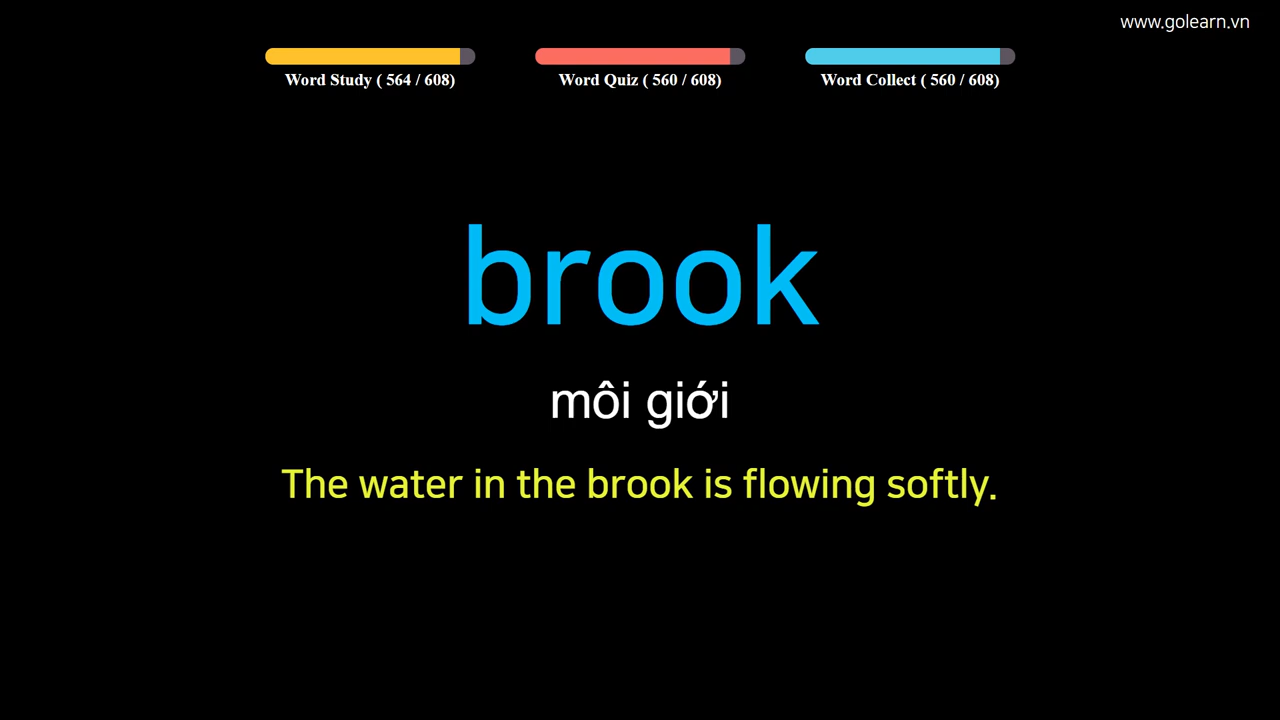 www.golearn.vn
Word Study ( 564 / 608)
Word Quiz ( 560 / 608)
Word Collect ( 560 / 608)
brook
môi giới
The water in the brook is flowing softly.